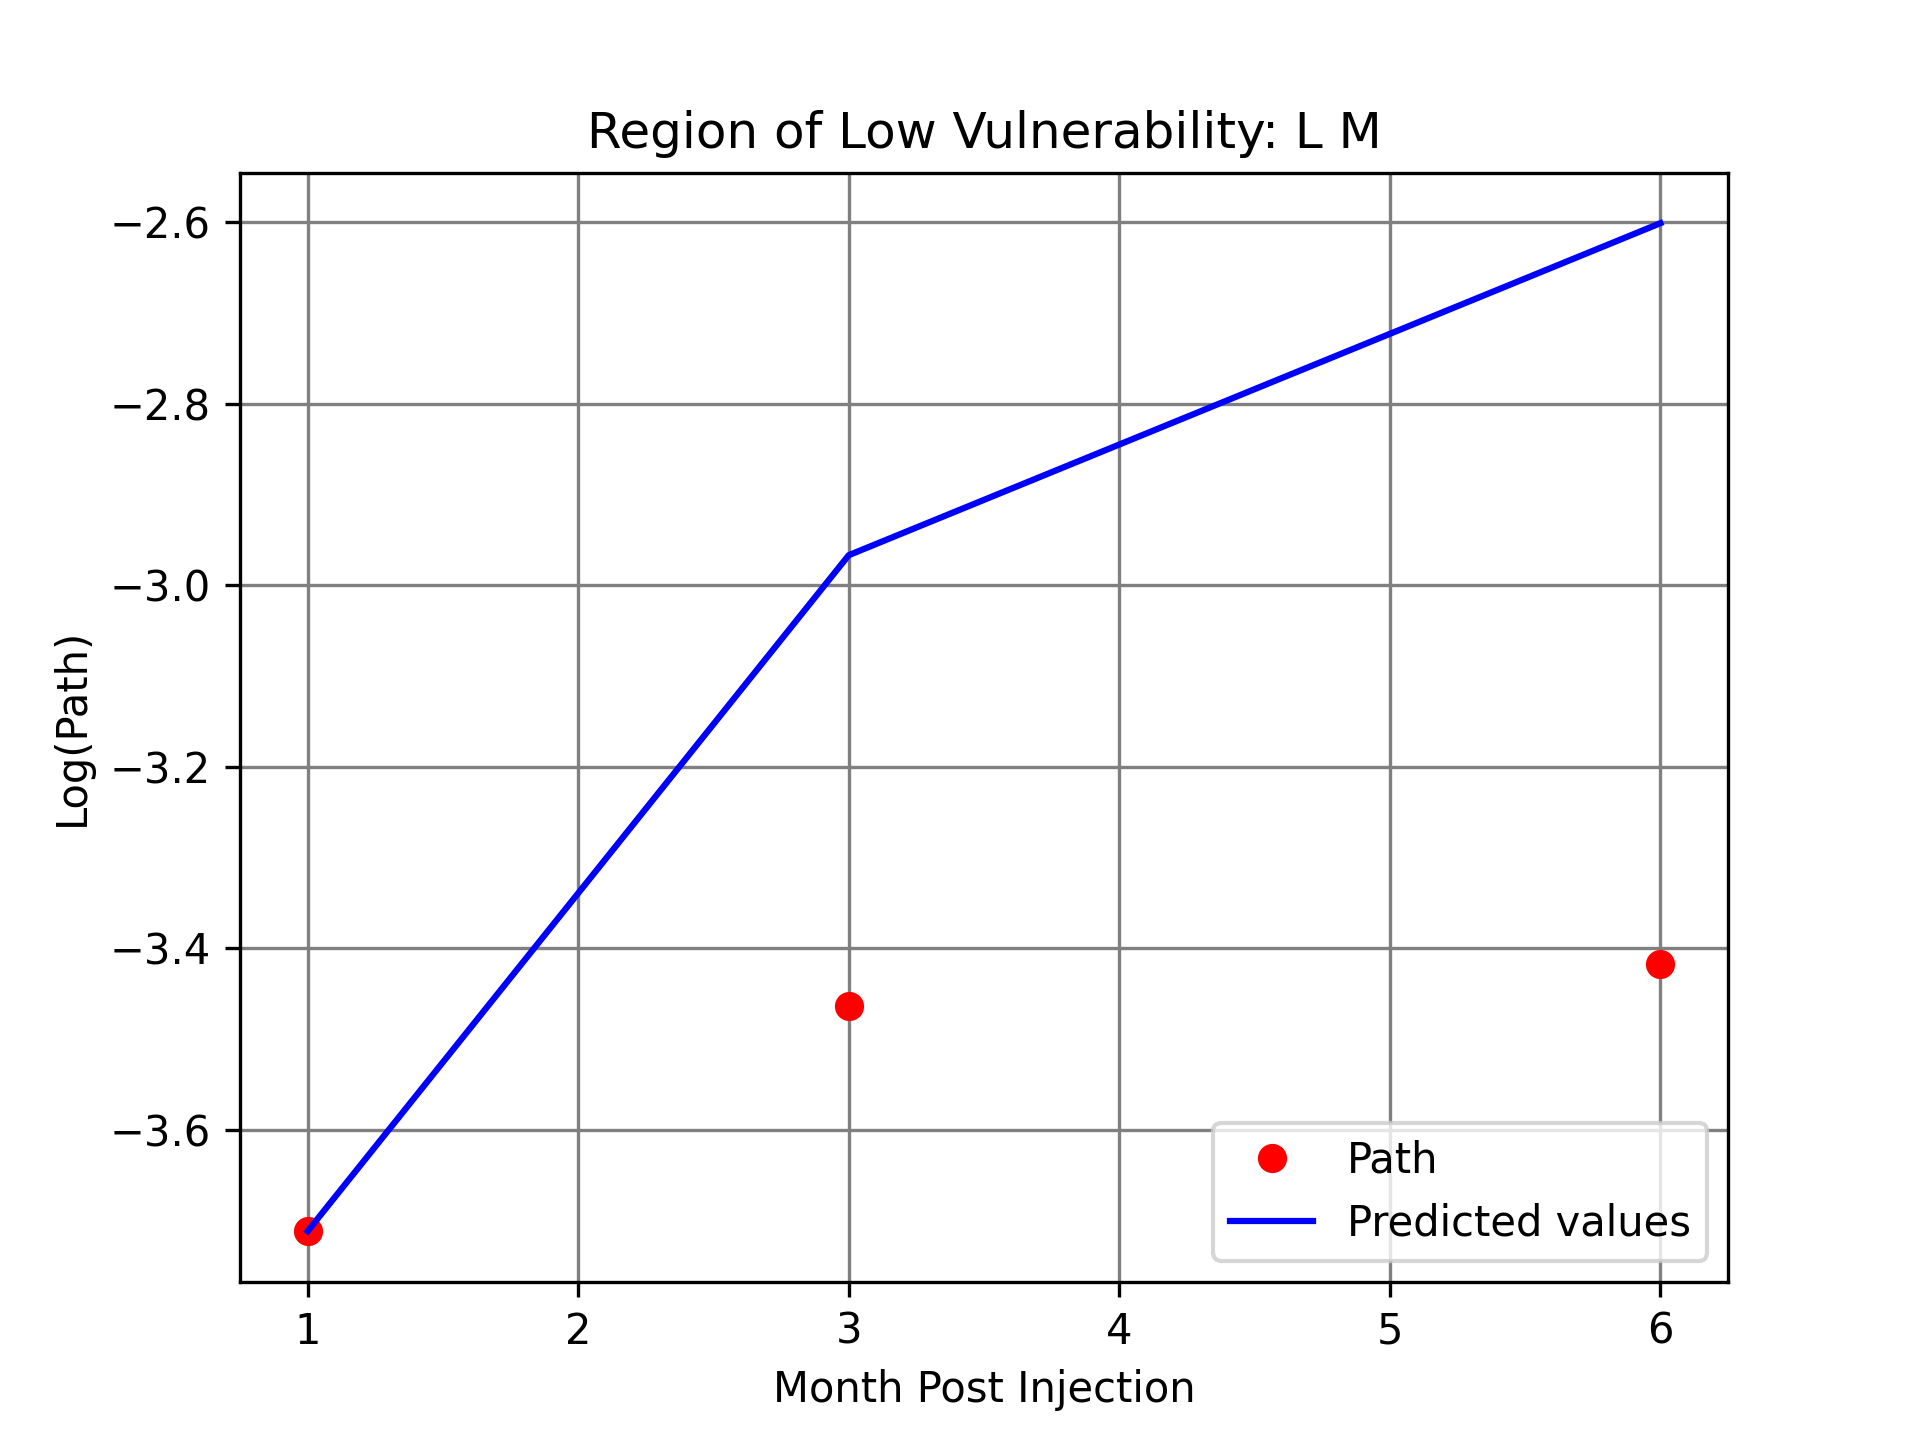 Region of Low Vulnerability: L M
−2.6
−2.8
−3.0
−3.2
−3.4
−3.6
Log(Path)
Path
Predicted values
1 2 3 4 5 6
Month Post Injection